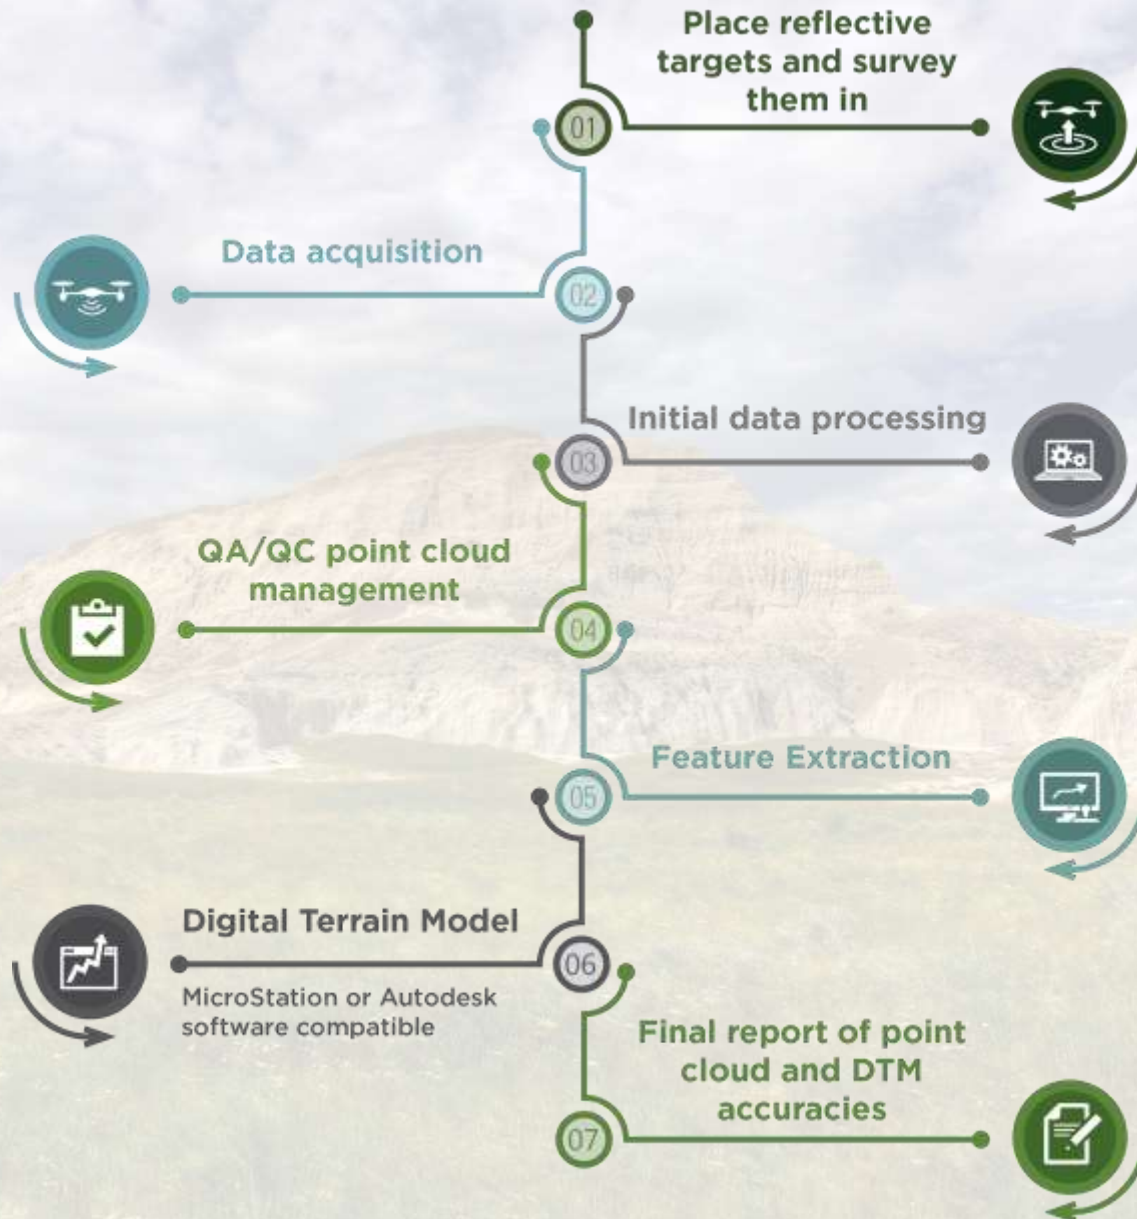 Place reflective
targets and survey
them in
01
Data acquisition
02
Initial data processing
03
QA/QC point cloud
management
04
Feature Extraction
05
Digital Terrain Model
06
MicroStation or Autodesk
software compatible
Final report of point
cloud and DTM
accuracies
07